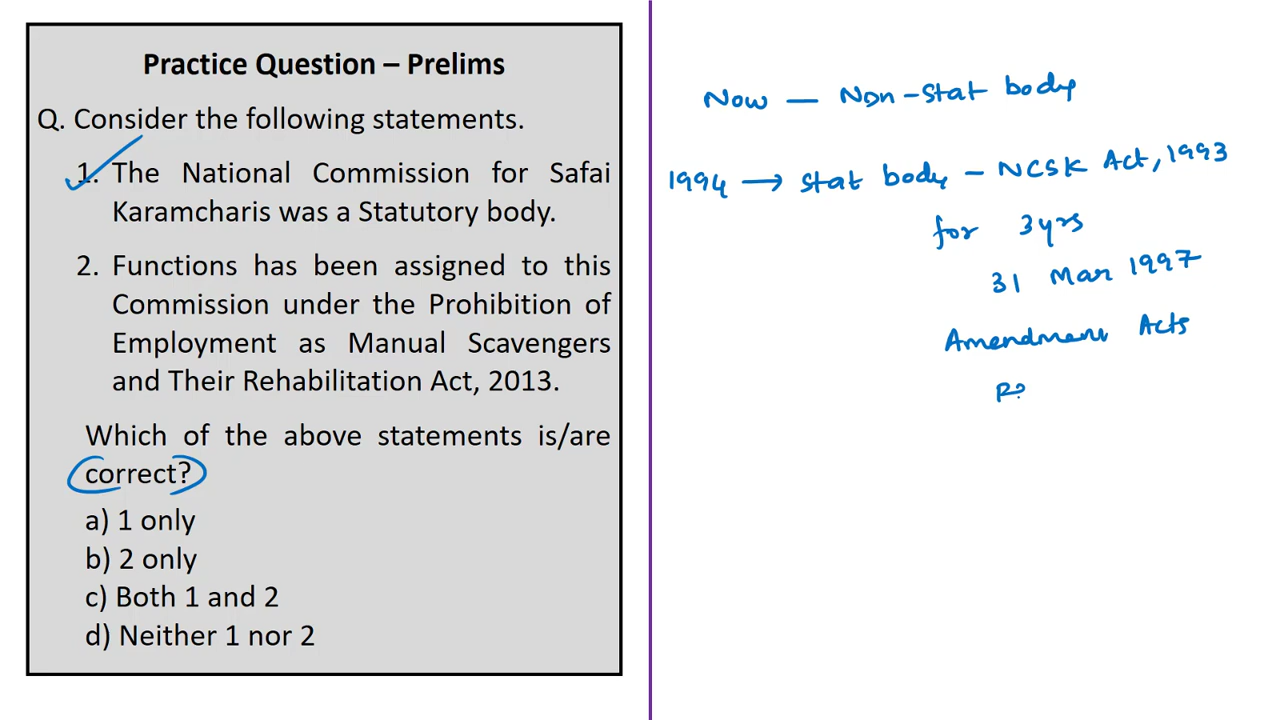 Practice Question – Prelims
Q. Consider the following statements.
1. The National Commission for Safai
Karamcharis was a Statutory body.
2. Functions has been assigned to this
Commission under the Prohibition of
Employment as Manual Scavengers
and Their Rehabilitation Act, 2013.
Which of the above statements is/are
correct?
a) 1 only
b) 2 only
c) Both 1 and 2
d) Neither 1 nor 2
Now — Non-Stat body
1994 → Stat body – NCSK Act, 1993
for 3yrs
31 Mar 1997
Amendment Acts